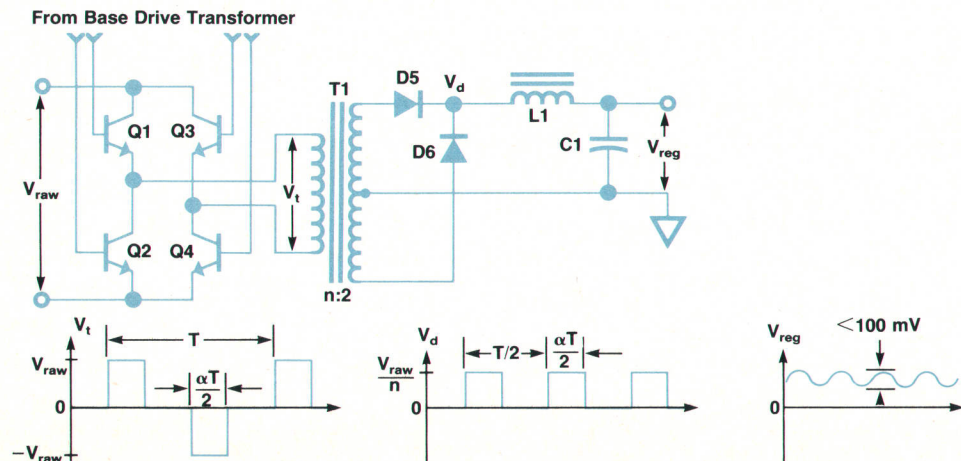 From Base Drive Transformer
Q1
Q3
Q2
Q4
V_raw
V_t
T1
n:2
D5
V_d
D6
L1
C1
V_reg
V_t
V_raw
0
−V_raw
T
αT
2
V_d
V_raw
n
0
T/2
αT
2
V_reg
0
<100 mV